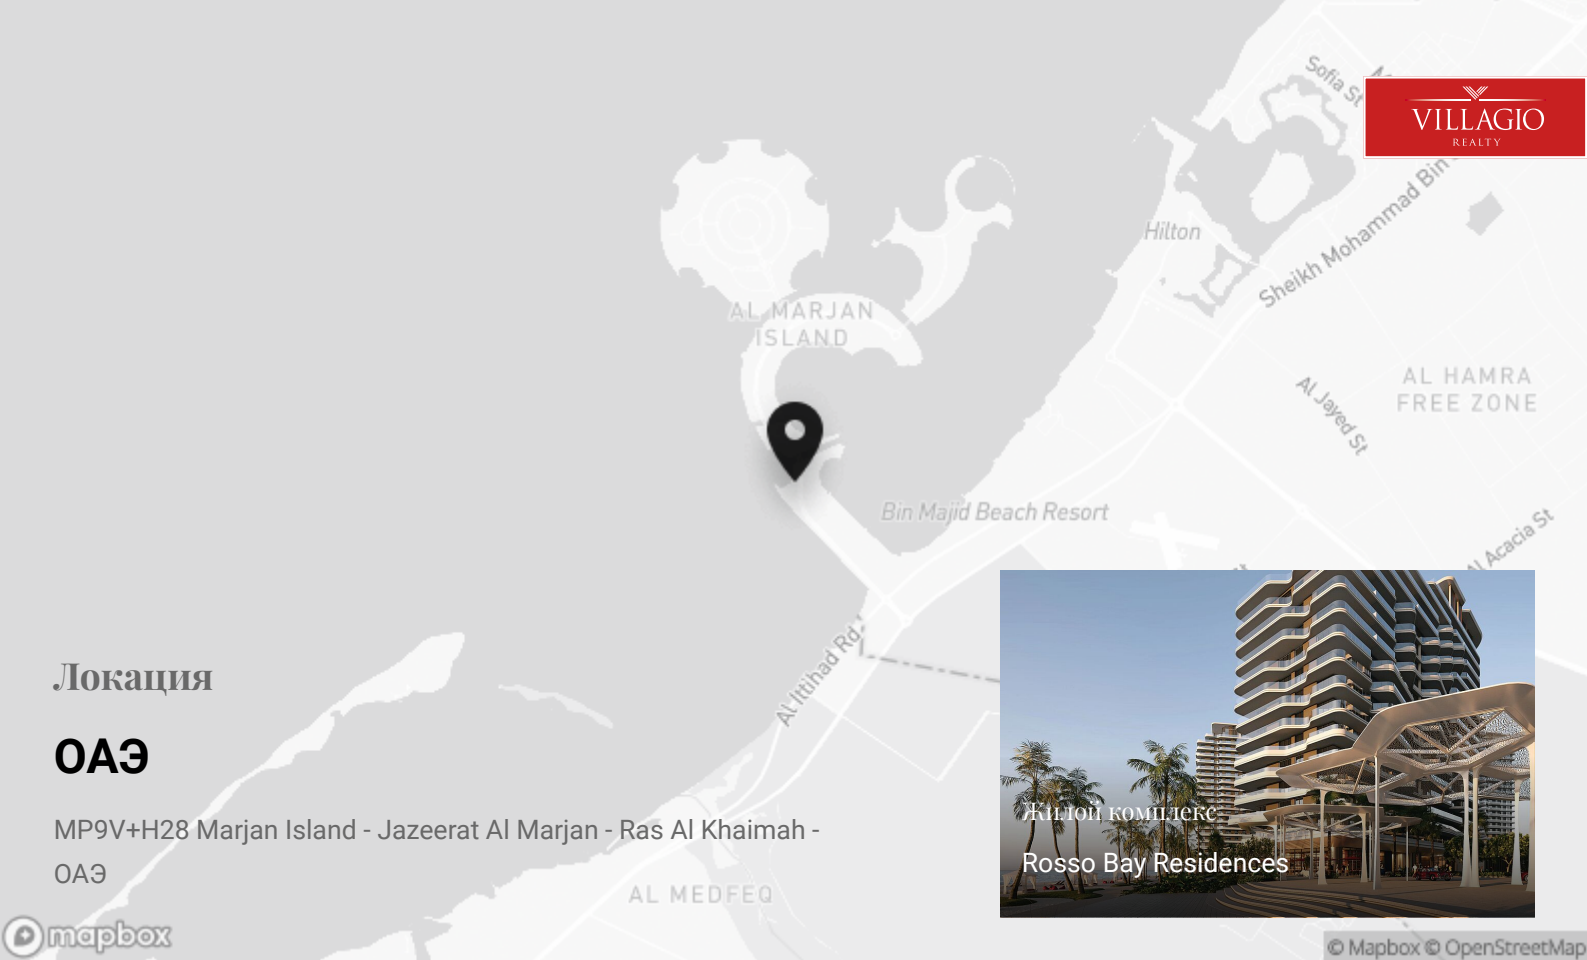 Sofia St
VILLAGIO
REALTY
Sheikh Mohammad Bin
Hilton
AL MARJAN
ISLAND
AL HAMRA
FREE ZONE
Al Jayed St
Bin Majid Beach Resort
Al Acacia St
Al Ittihad Rd
Локация
ОАЭ
MP9V+H28 Marjan Island - Jazeerat Al Marjan - Ras Al Khaimah -
ОАЭ
Жилой комплекс
Rosso Bay Residences
AL MEDFEQ
mapbox
© Mapbox © OpenStreetMap